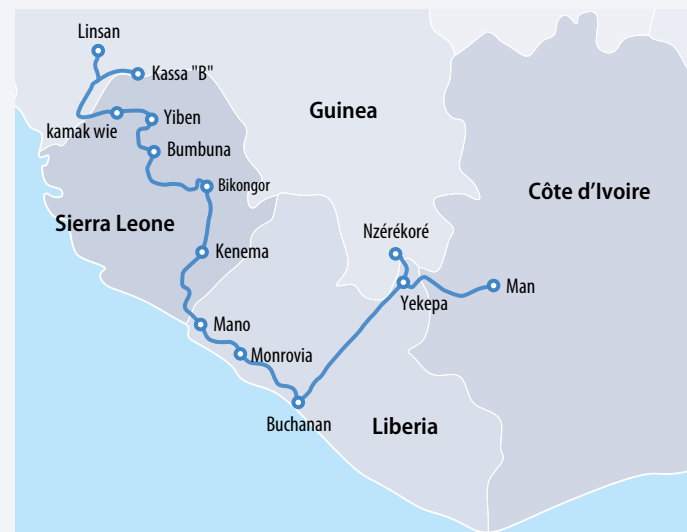 Linsan
Kassa "B"
Guinea
kamak wie
Yiben
Bumbuna
Bikongor
Côte d'Ivoire
Sierra Leone
Nzérékoré
Kenema
Man
Yekepa
Mano
Monrovia
Buchanan
Liberia